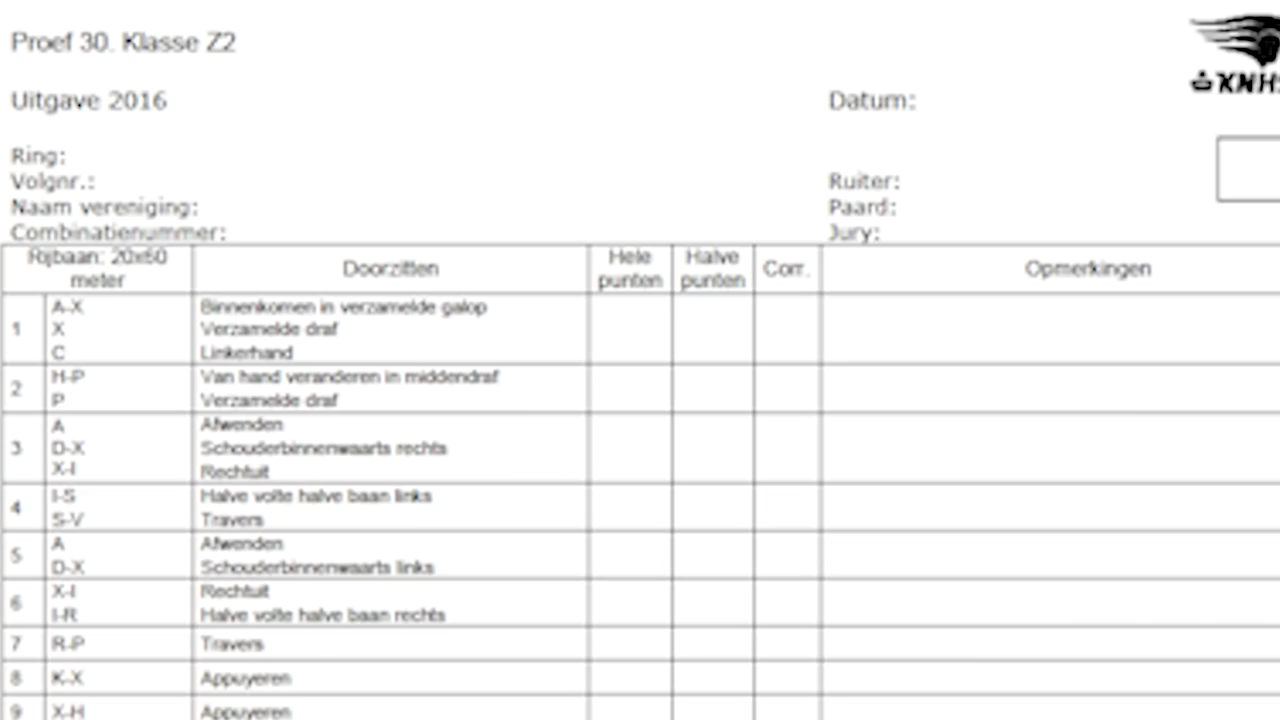 Proef 30. Klasse Z2
KNHS
Uitgave 2016
Datum:
Ring:
Volgnr.:
Ruiter:
Naam vereniging:
Paard:
Combinatienummer:
Jury:
Rijbaan: 20x60 meter Doorzitten Hele punten Halve punten Corr. Opmerkingen
1 A-X Binnenkomen in verzamelde galop
X Verzamelde draf
C Linkerhand
2 H-P Van hand veranderen in middendraf
P Verzamelde draf
3 A Afwenden
D-X Schouderbinnenwaarts rechts
X-I Rechtuit
4 I-S Halve volte halve baan links
S-V Travers
5 A Afwenden
D-X Schouderbinnenwaarts links
6 X-I Rechtuit
I-R Halve volte halve baan rechts
7 R-P Travers
8 K-X Appuyeren
9 X-H Appuyeren